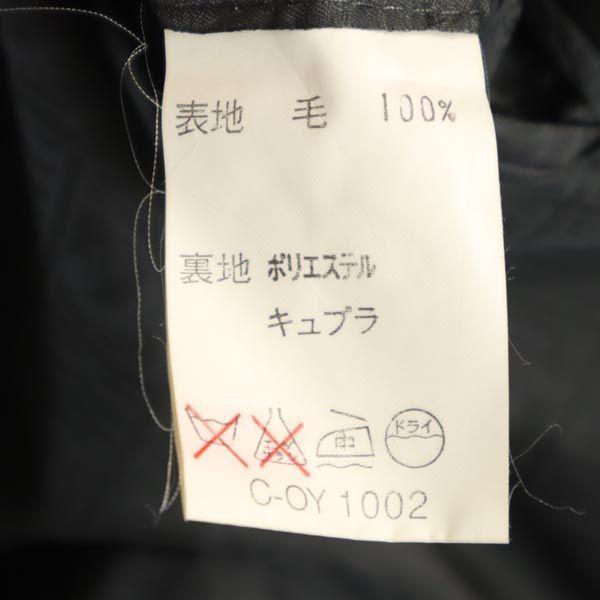 表地 毛 100%
裏地 ポリエステル
キュプラ
中 ドライ
C-OY 1002